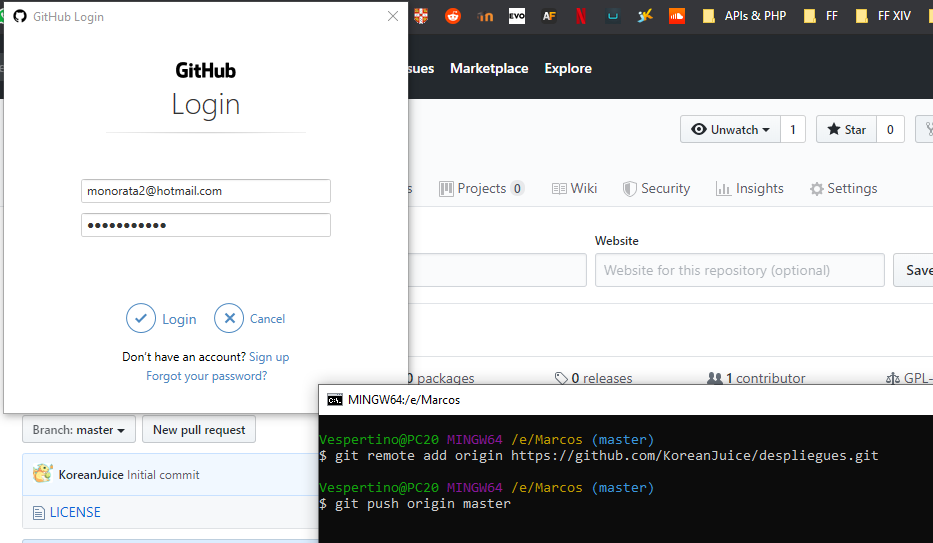 GitHub Login
GitHub
Login
monorata2@hotmail.com
Login
Cancel
Don't have an account? Sign up
Forgot your password?
in
EVO
AF
APIs & PHP
FF
FF XIV
sues
Marketplace
Explore
Unwatch
1
Star
0
s
Projects 0
Wiki
Security
Insights
Settings
Website
Website for this repository (optional)
Save
0 packages
0 releases
1 contributor
GPL-
Branch: master
New pull request
KoreanJuice Initial commit
LICENSE
MINGW64:/e/Marcos
Vespertino@PC20 MINGW64 /e/Marcos (master)
$ git remote add origin https://github.com/KoreanJuice/despliegues.git
Vespertino@PC20 MINGW64 /e/Marcos (master)
$ git push origin master